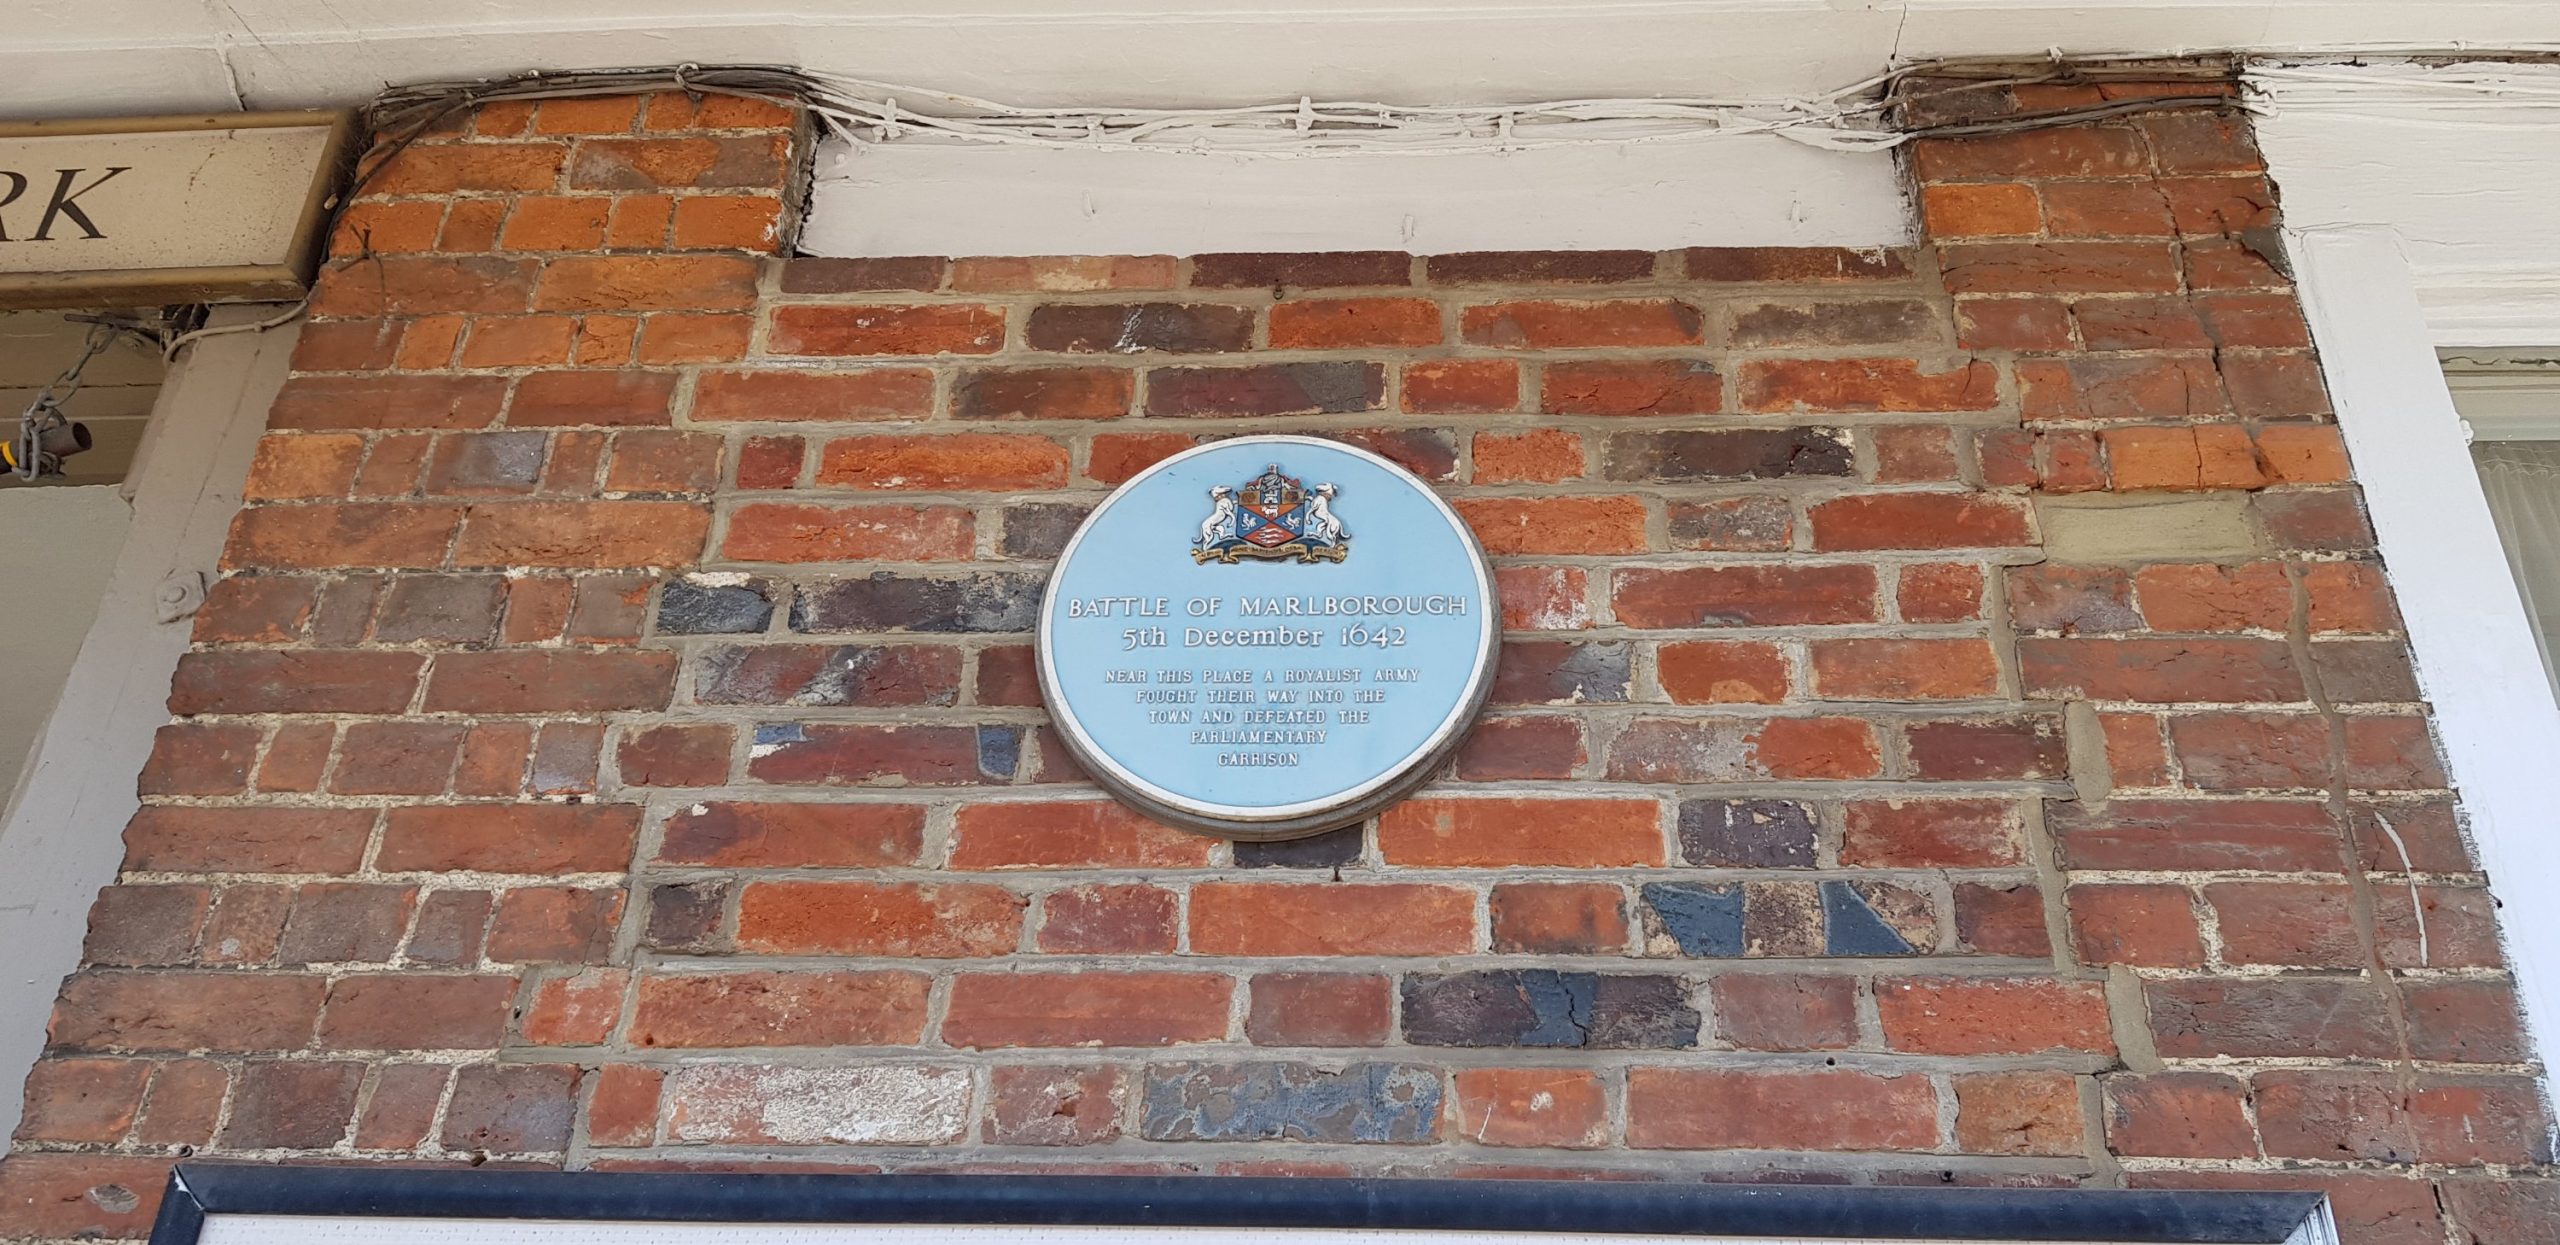 RK
BATTLE OF MARLBOROUGH
5th December 1642
NEAR THIS PLACE A ROYALIST ARMY
FOUGHT THEIR WAY INTO THE
TOWN AND DEFEATED THE
PARLIAMENTARY
GARRISON